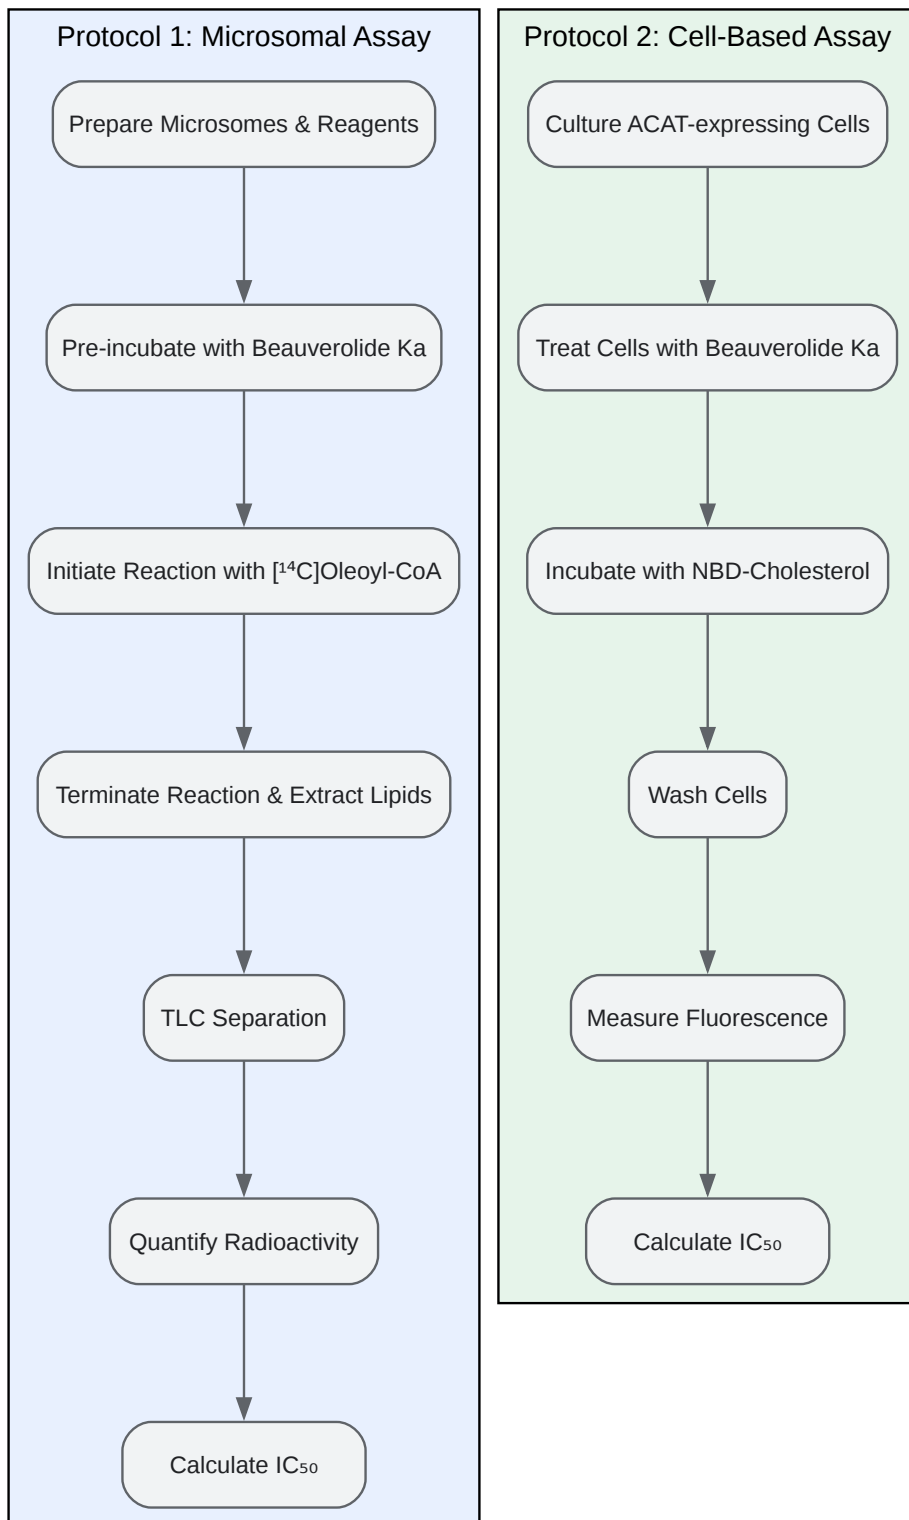 Protocol 1: Microsomal Assay
Prepare Microsomes & Reagents
Pre-incubate with Beauverolide Ka
Initiate Reaction with [¹⁴C]Oleoyl-CoA
Terminate Reaction & Extract Lipids
TLC Separation
Quantify Radioactivity
Calculate IC₅₀
Protocol 2: Cell-Based Assay
Culture ACAT-expressing Cells
Treat Cells with Beauverolide Ka
Incubate with NBD-Cholesterol
Wash Cells
Measure Fluorescence
Calculate IC₅₀